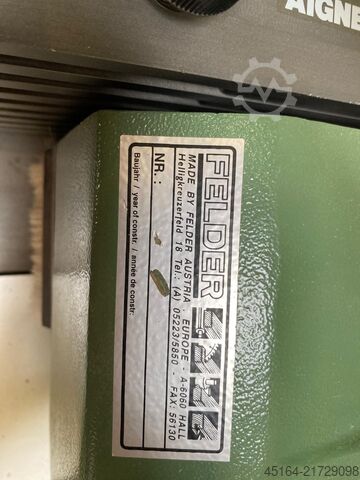 AIGNE
FELDER
MADE BY FELDER AUSTRIA - EUROPE - A-6060 HALL
Heiligkreuzerfeld 18 Tel.: (A) 05223/5850 - FAX: 56130
NR.:
Baujahr / year of constr. / année de constr.:
45164-21729098